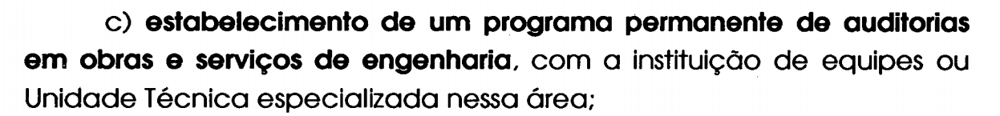 c) estabelecimento de um programa permanente de auditorias
em obras e serviços de engenharia, com a instituição de equipes ou
Unidade Técnica especializada nessa área;